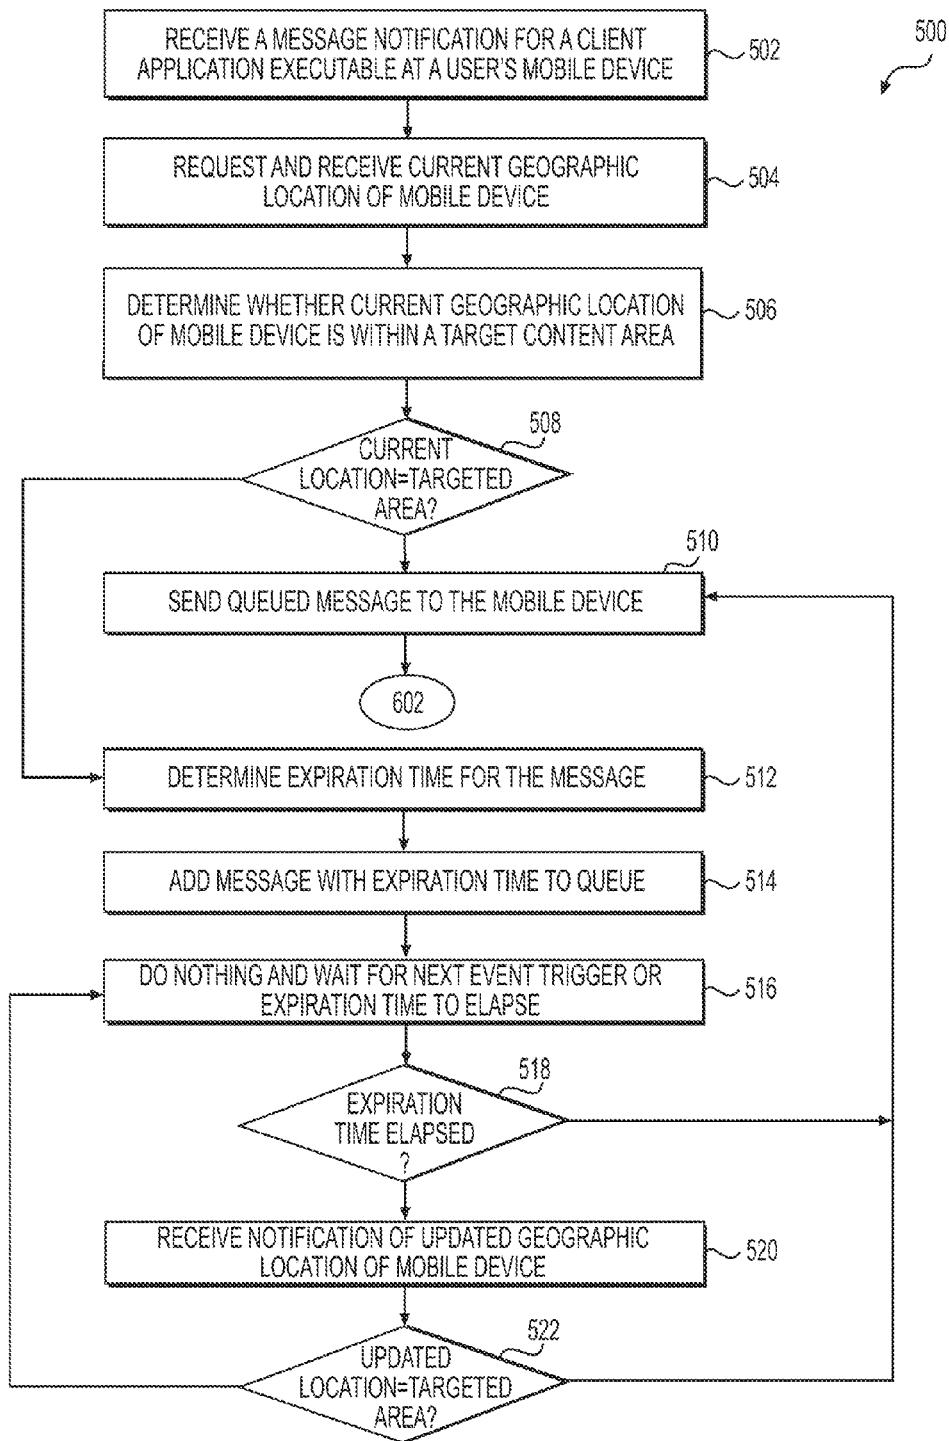 500
RECEIVE A MESSAGE NOTIFICATION FOR A CLIENT
APPLICATION EXECUTABLE AT A USER'S MOBILE DEVICE
502
REQUEST AND RECEIVE CURRENT GEOGRAPHIC
LOCATION OF MOBILE DEVICE
504
DETERMINE WHETHER CURRENT GEOGRAPHIC LOCATION
OF MOBILE DEVICE IS WITHIN A TARGET CONTENT AREA
506
508
CURRENT
LOCATION=TARGETED
AREA?
510
SEND QUEUED MESSAGE TO THE MOBILE DEVICE
602
DETERMINE EXPIRATION TIME FOR THE MESSAGE
512
ADD MESSAGE WITH EXPIRATION TIME TO QUEUE
514
DO NOTHING AND WAIT FOR NEXT EVENT TRIGGER OR
EXPIRATION TIME TO ELAPSE
516
518
EXPIRATION
TIME ELAPSED
?
RECEIVE NOTIFICATION OF UPDATED GEOGRAPHIC
LOCATION OF MOBILE DEVICE
520
522
UPDATED
LOCATION=TARGETED
AREA?